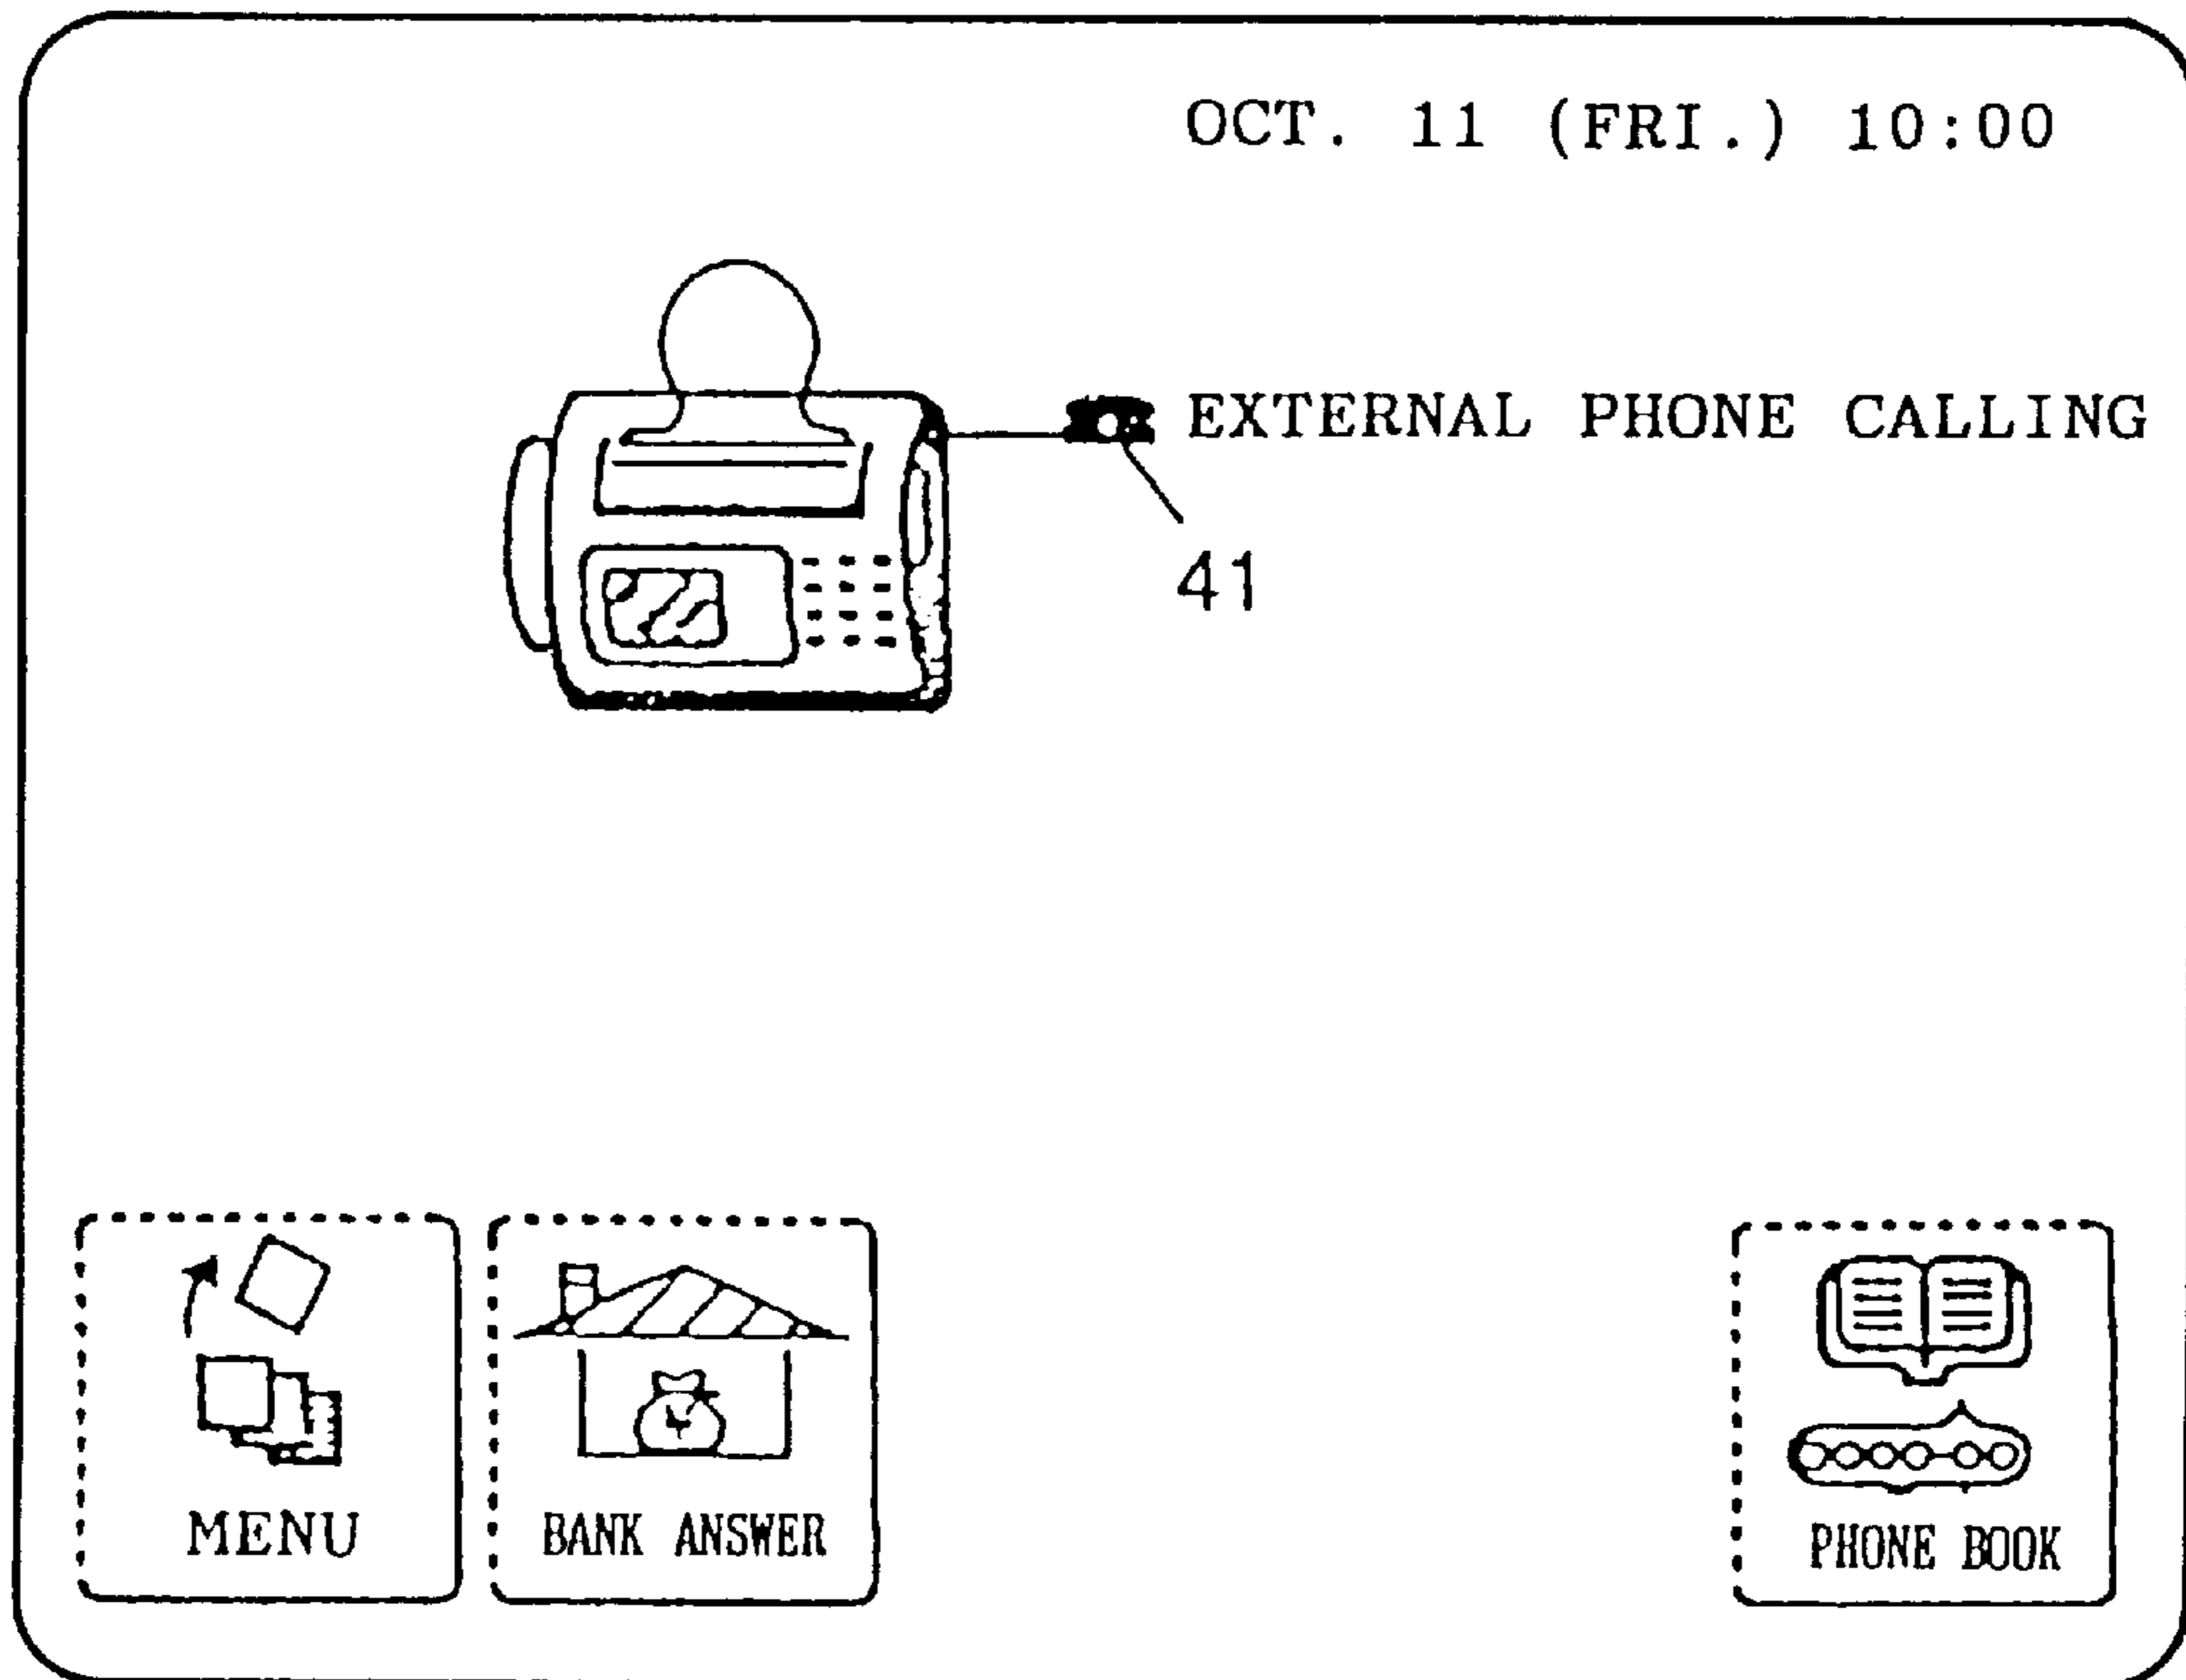 OCT. 11 (FRI.) 10:00
EXTERNAL PHONE CALLING
41
MENU
BANK ANSWER
PHONE BOOK